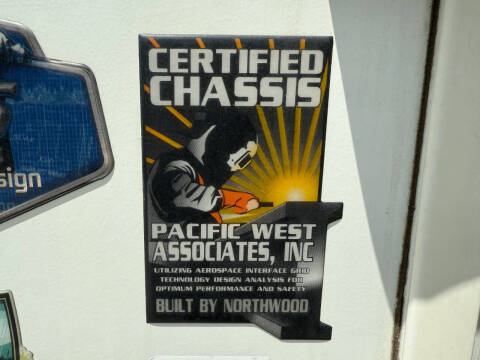 CERTIFIED
CHASSIS
sign
PACIFIC WEST
ASSOCIATES, INC
UTILIZING AEROSPACE INTERFACE GRID
TECHNOLOGY DESIGN ANALYSIS FOR
OPTIMUM PERFORMANCE AND SAFETY
BUILT BY NORTHWOOD